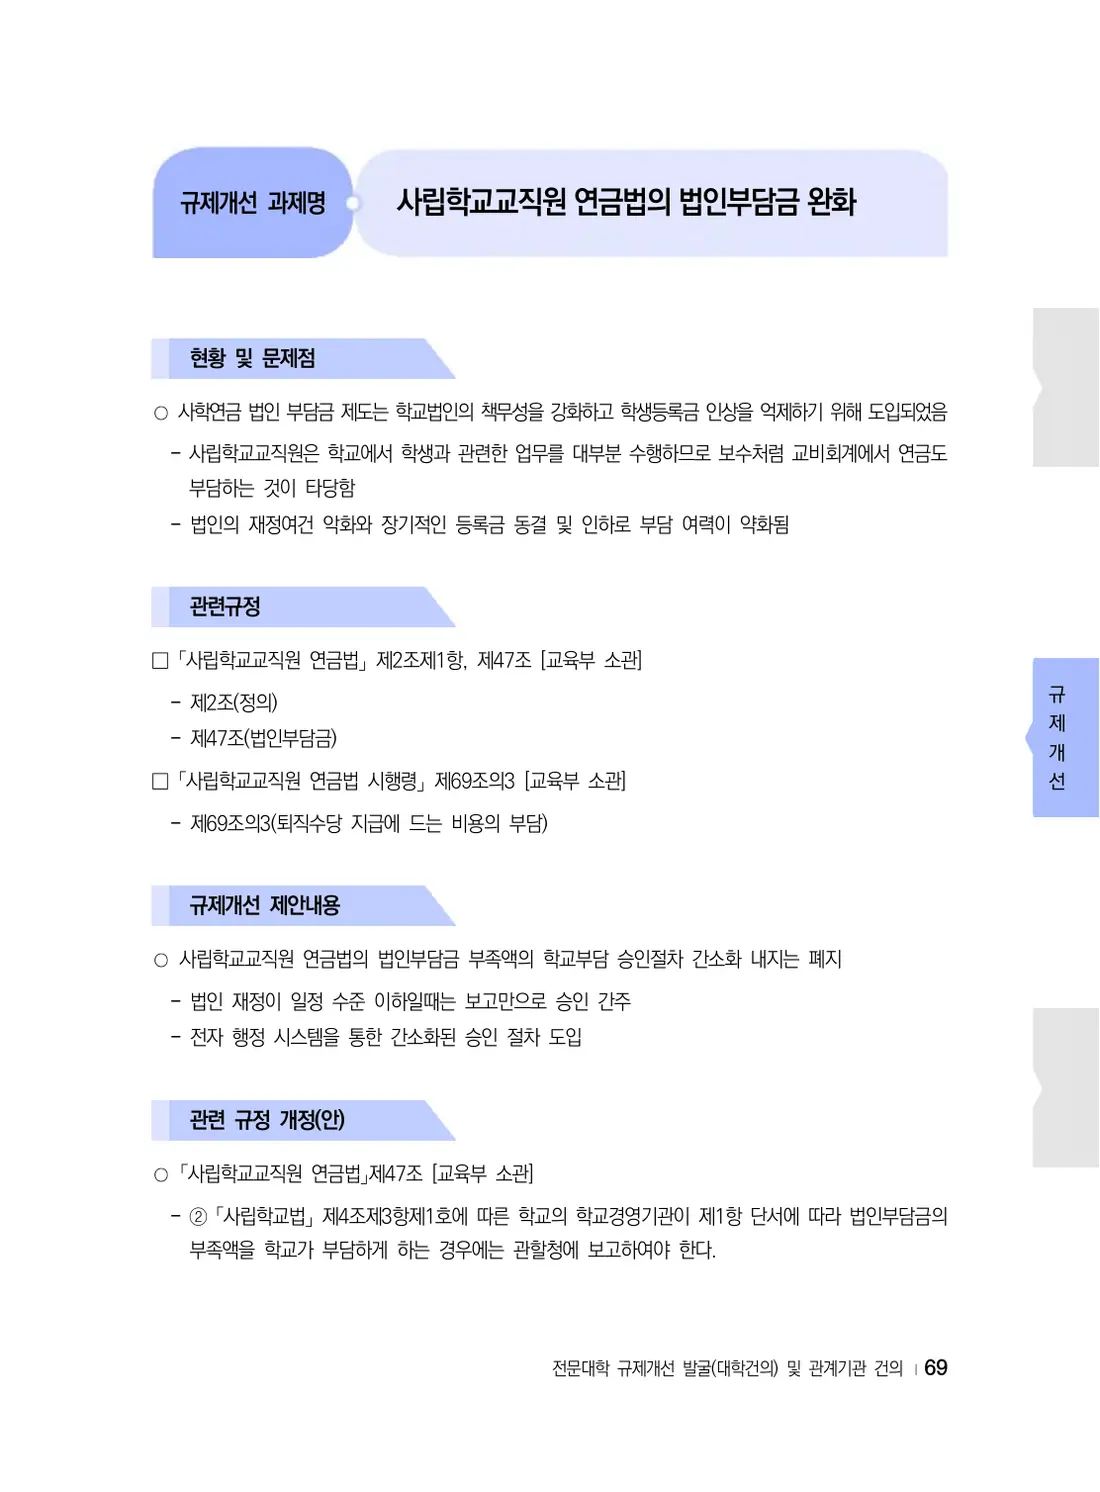 규제개선 과제명
사립학교교직원 연금법의 법인부담금 완화
현황 및 문제점
○ 사학연금 법인 부담금 제도는 학교법인의 책무성을 강화하고 학생등록금 인상을 억제하기 위해 도입되었음
- 사립학교교직원은 학교에서 학생과 관련한 업무를 대부분 수행하므로 보수처럼 교비회계에서 연금도
부담하는 것이 타당함
- 법인의 재정여건 악화와 장기적인 등록금 동결 및 인하로 부담 여력이 약화됨
관련규정
□ 「사립학교교직원 연금법」 제2조제1항, 제47조 [교육부 소관]
- 제2조(정의)
- 제47조(법인부담금)
□ 「사립학교교직원 연금법 시행령」 제69조의3 [교육부 소관]
- 제69조의3(퇴직수당 지급에 드는 비용의 부담)
규제개선 제안내용
○ 사립학교교직원 연금법의 법인부담금 부족액의 학교부담 승인절차 간소화 내지는 폐지
- 법인 재정이 일정 수준 이하일때는 보고만으로 승인 간주
- 전자 행정 시스템을 통한 간소화된 승인 절차 도입
관련 규정 개정(안)
○ 「사립학교교직원 연금법」제47조 [교육부 소관]
- ② 「사립학교법」 제4조제3항제1호에 따른 학교의 학교경영기관이 제1항 단서에 따라 법인부담금의
부족액을 학교가 부담하게 하는 경우에는 관할청에 보고하여야 한다.
규
제
개
선
전문대학 규제개선 발굴(대학건의) 및 관계기관 건의 | 69